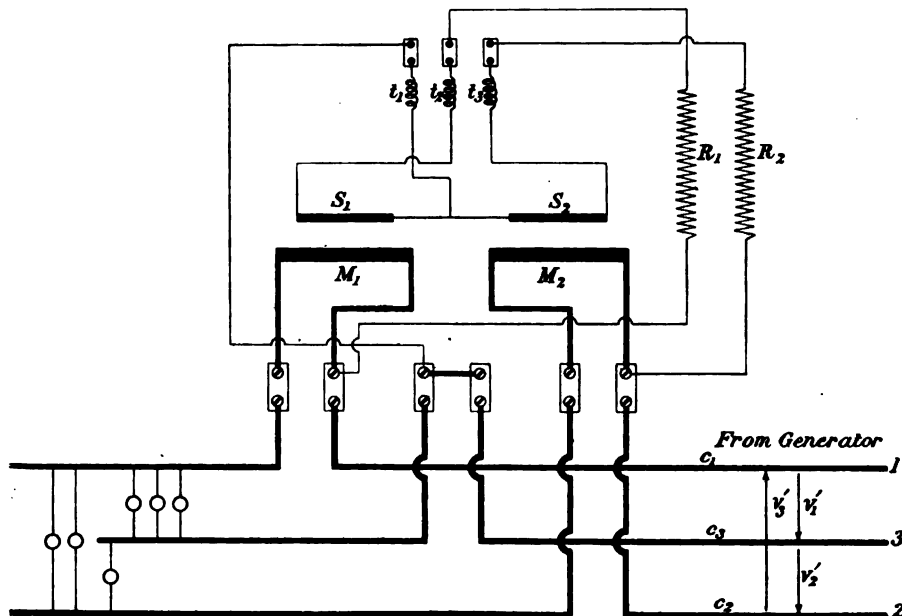 t₁ t₂ t₃
R₁ R₂
S₁ S₂
M₁ M₂
From Generator
c₁ 1
v₃′ v₁′
c₃ 3
v₂′
c₂ 2